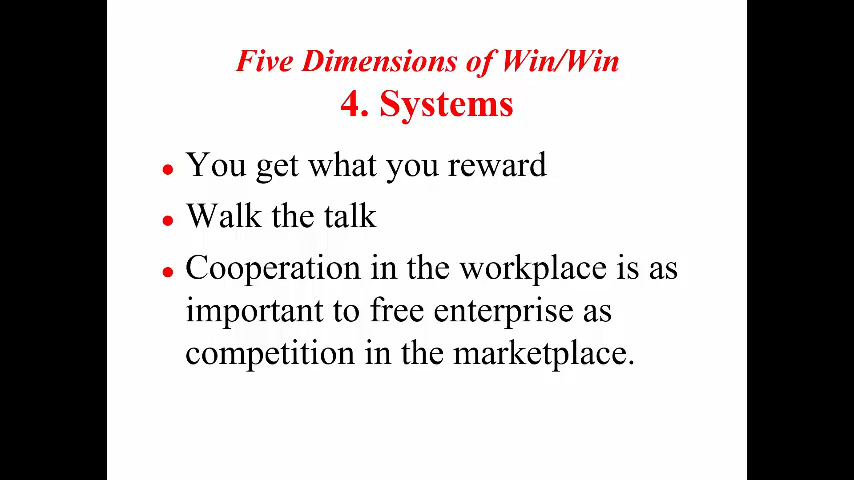 Five Dimensions of Win/Win
4. Systems
• You get what you reward
• Walk the talk
• Cooperation in the workplace is as
important to free enterprise as
competition in the marketplace.